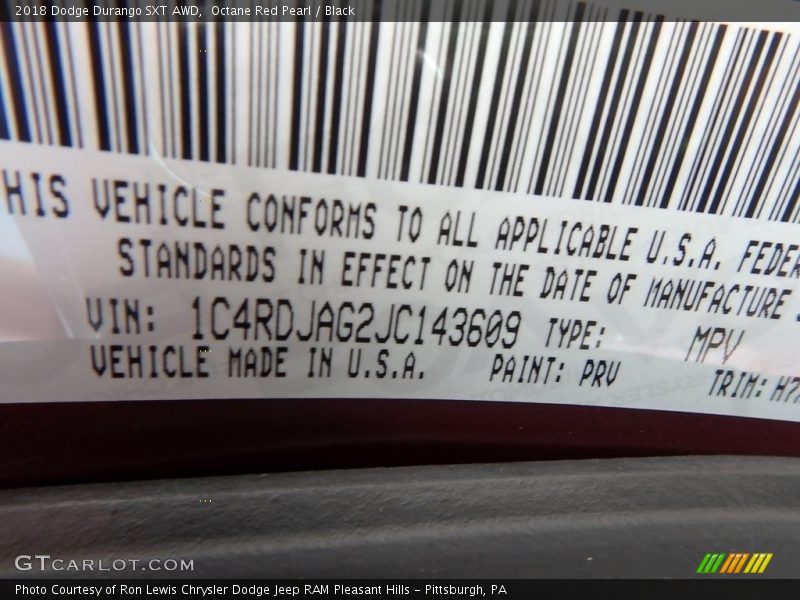 2018 Dodge Durango SXT AWD, Octane Red Pearl / Black
HIS VEHICLE CONFORMS TO ALL APPLICABLE U.S.A. FEDER
STANDARDS IN EFFECT ON THE DATE OF MANUFACTURE
VIN: 1C4RDJAG2JC143609 TYPE: MPV
VEHICLE MADE IN U.S.A. PAINT: PRV TRIM: H7
GTCARLOT.COM
Photo Courtesy of Ron Lewis Chrysler Dodge Jeep RAM Pleasant Hills - Pittsburgh, PA